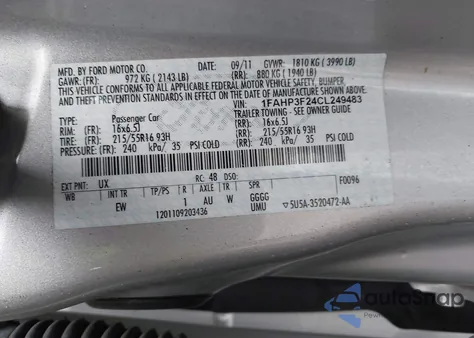 MFD. BY FORD MOTOR CO. 09/11 GVWR: 1810 KG ( 3990 LB)
GAWR: (FR) 972 KG ( 2143 LB) (RR) 880 KG ( 1940 LB)
THIS VEHICLE CONFORMS TO ALL APPLICABLE FEDERAL MOTOR VEHICLE SAFETY, BUMPER,
AND THEFT PREVENTION STANDARDS IN EFFECT ON THE DATE OF MANUFACTURE SHOWN ABOVE.
VIN: 1FAHP3F24CL249483
TYPE: Passenger Car TRAILER TOWING - SEE OWNER GUIDE
RIM: (FR) 16x6.5J (RR) 16x6.5J
TIRE: (FR) 215/55R16 93H (RR) 215/55R16 93H
PRESSURE: (FR) 240 kPa/ 35 PSI COLD (RR) 240 kPa/ 35 PSI COLD
EXT PNT: UX RC: 48 DSO: F0096
WB INT TR TP/PS R AXLE TR SPR
EW 1 AU W GGGG
1201109203436 UMU 5U5A-3520472-AA
AutoSnap